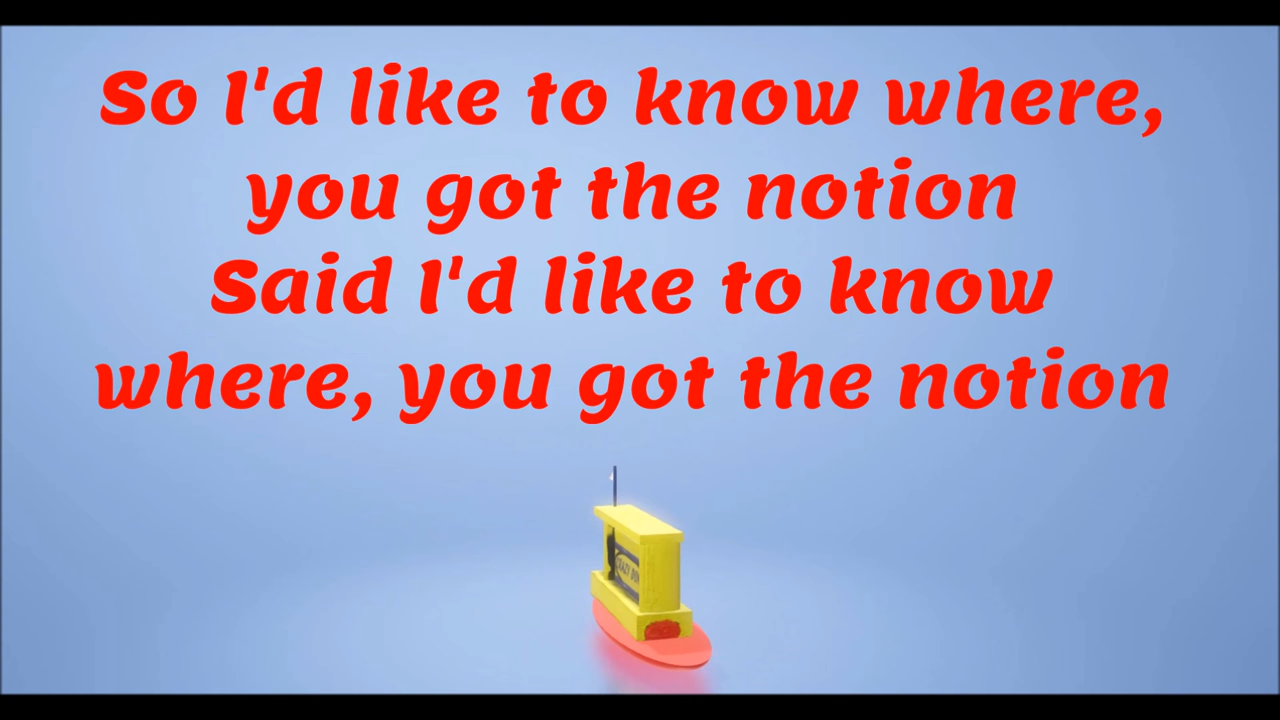 So I'd like to know where,
you got the notion
Said I'd like to know
where, you got the notion